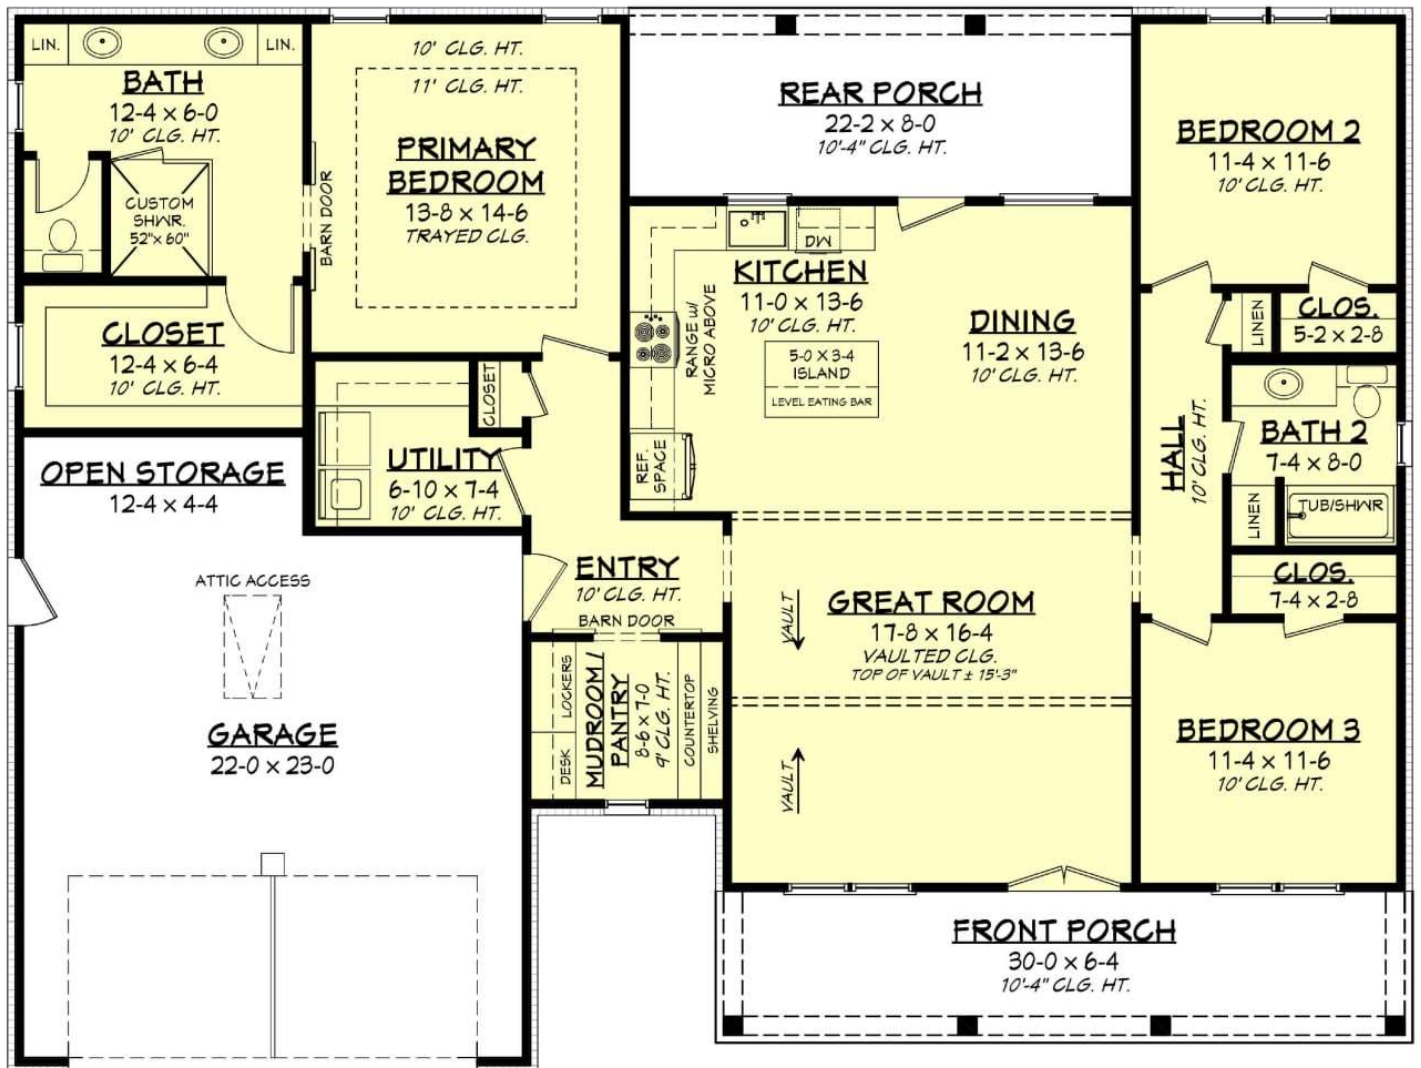 LIN.
LIN.
BATH
12-4 x 6-0
10' CLG. HT.
CUSTOM
SHWR.
52"x 60"
BARN DOOR
10' CLG. HT.
11' CLG. HT.
PRIMARY
BEDROOM
13-8 x 14-6
TRAYED CLG.
REAR PORCH
22-2 x 8-0
10'-4" CLG. HT.
BEDROOM 2
11-4 x 11-6
10' CLG. HT.
CLOSET
12-4 x 6-4
10' CLG. HT.
DW
KITCHEN
11-0 x 13-6
10' CLG. HT.
RANGE w/
MICRO ABOVE
5-0 X 3-4
ISLAND
LEVEL EATING BAR
REF.
SPACE
DINING
11-2 x 13-6
10' CLG. HT.
LINEN
CLOS.
5-2 x 2-8
HALL
10' CLG. HT.
BATH 2
7-4 x 8-0
LINEN
TUB/SHWR
CLOS.
7-4 x 2-8
CLOSET
UTILITY
6-10 x 7-4
10' CLG. HT.
OPEN STORAGE
12-4 x 4-4
ATTIC ACCESS
ENTRY
10' CLG. HT.
BARN DOOR
LOCKERS
DESK
MUDROOM /
PANTRY
8-6 x 7-0
9' CLG. HT.
COUNTERTOP
SHELVING
VAULT
GREAT ROOM
17-8 x 16-4
VAULTED CLG.
TOP OF VAULT ± 15'-3"
VAULT
GARAGE
22-0 x 23-0
BEDROOM 3
11-4 x 11-6
10' CLG. HT.
FRONT PORCH
30-0 x 6-4
10'-4" CLG. HT.